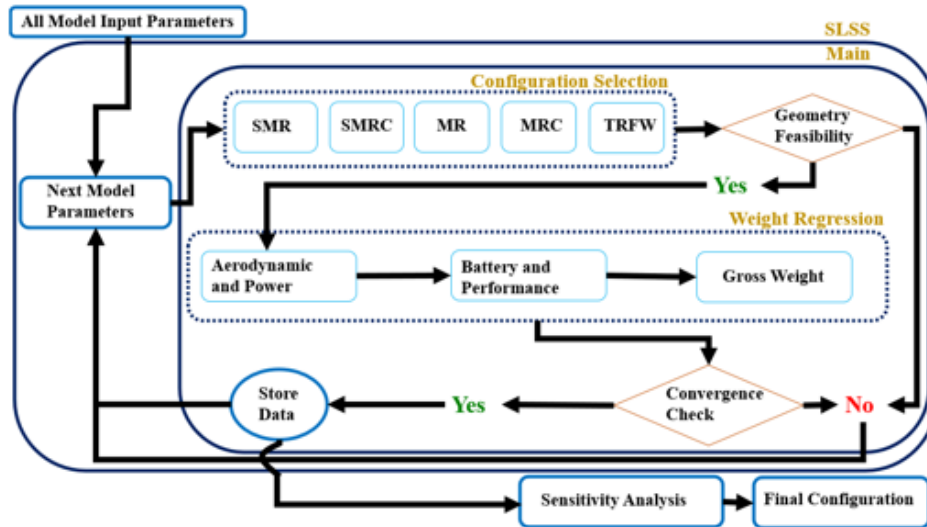 All Model Input Parameters
SLSS
Main
Configuration Selection
SMR
SMRC
MR
MRC
TRFW
Geometry
Feasibility
Next Model
Parameters
Yes
Weight Regression
Aerodynamic
and Power
Battery and
Performance
Gross Weight
Store
Data
Yes
Convergence
Check
No
Sensitivity Analysis
Final Configuration